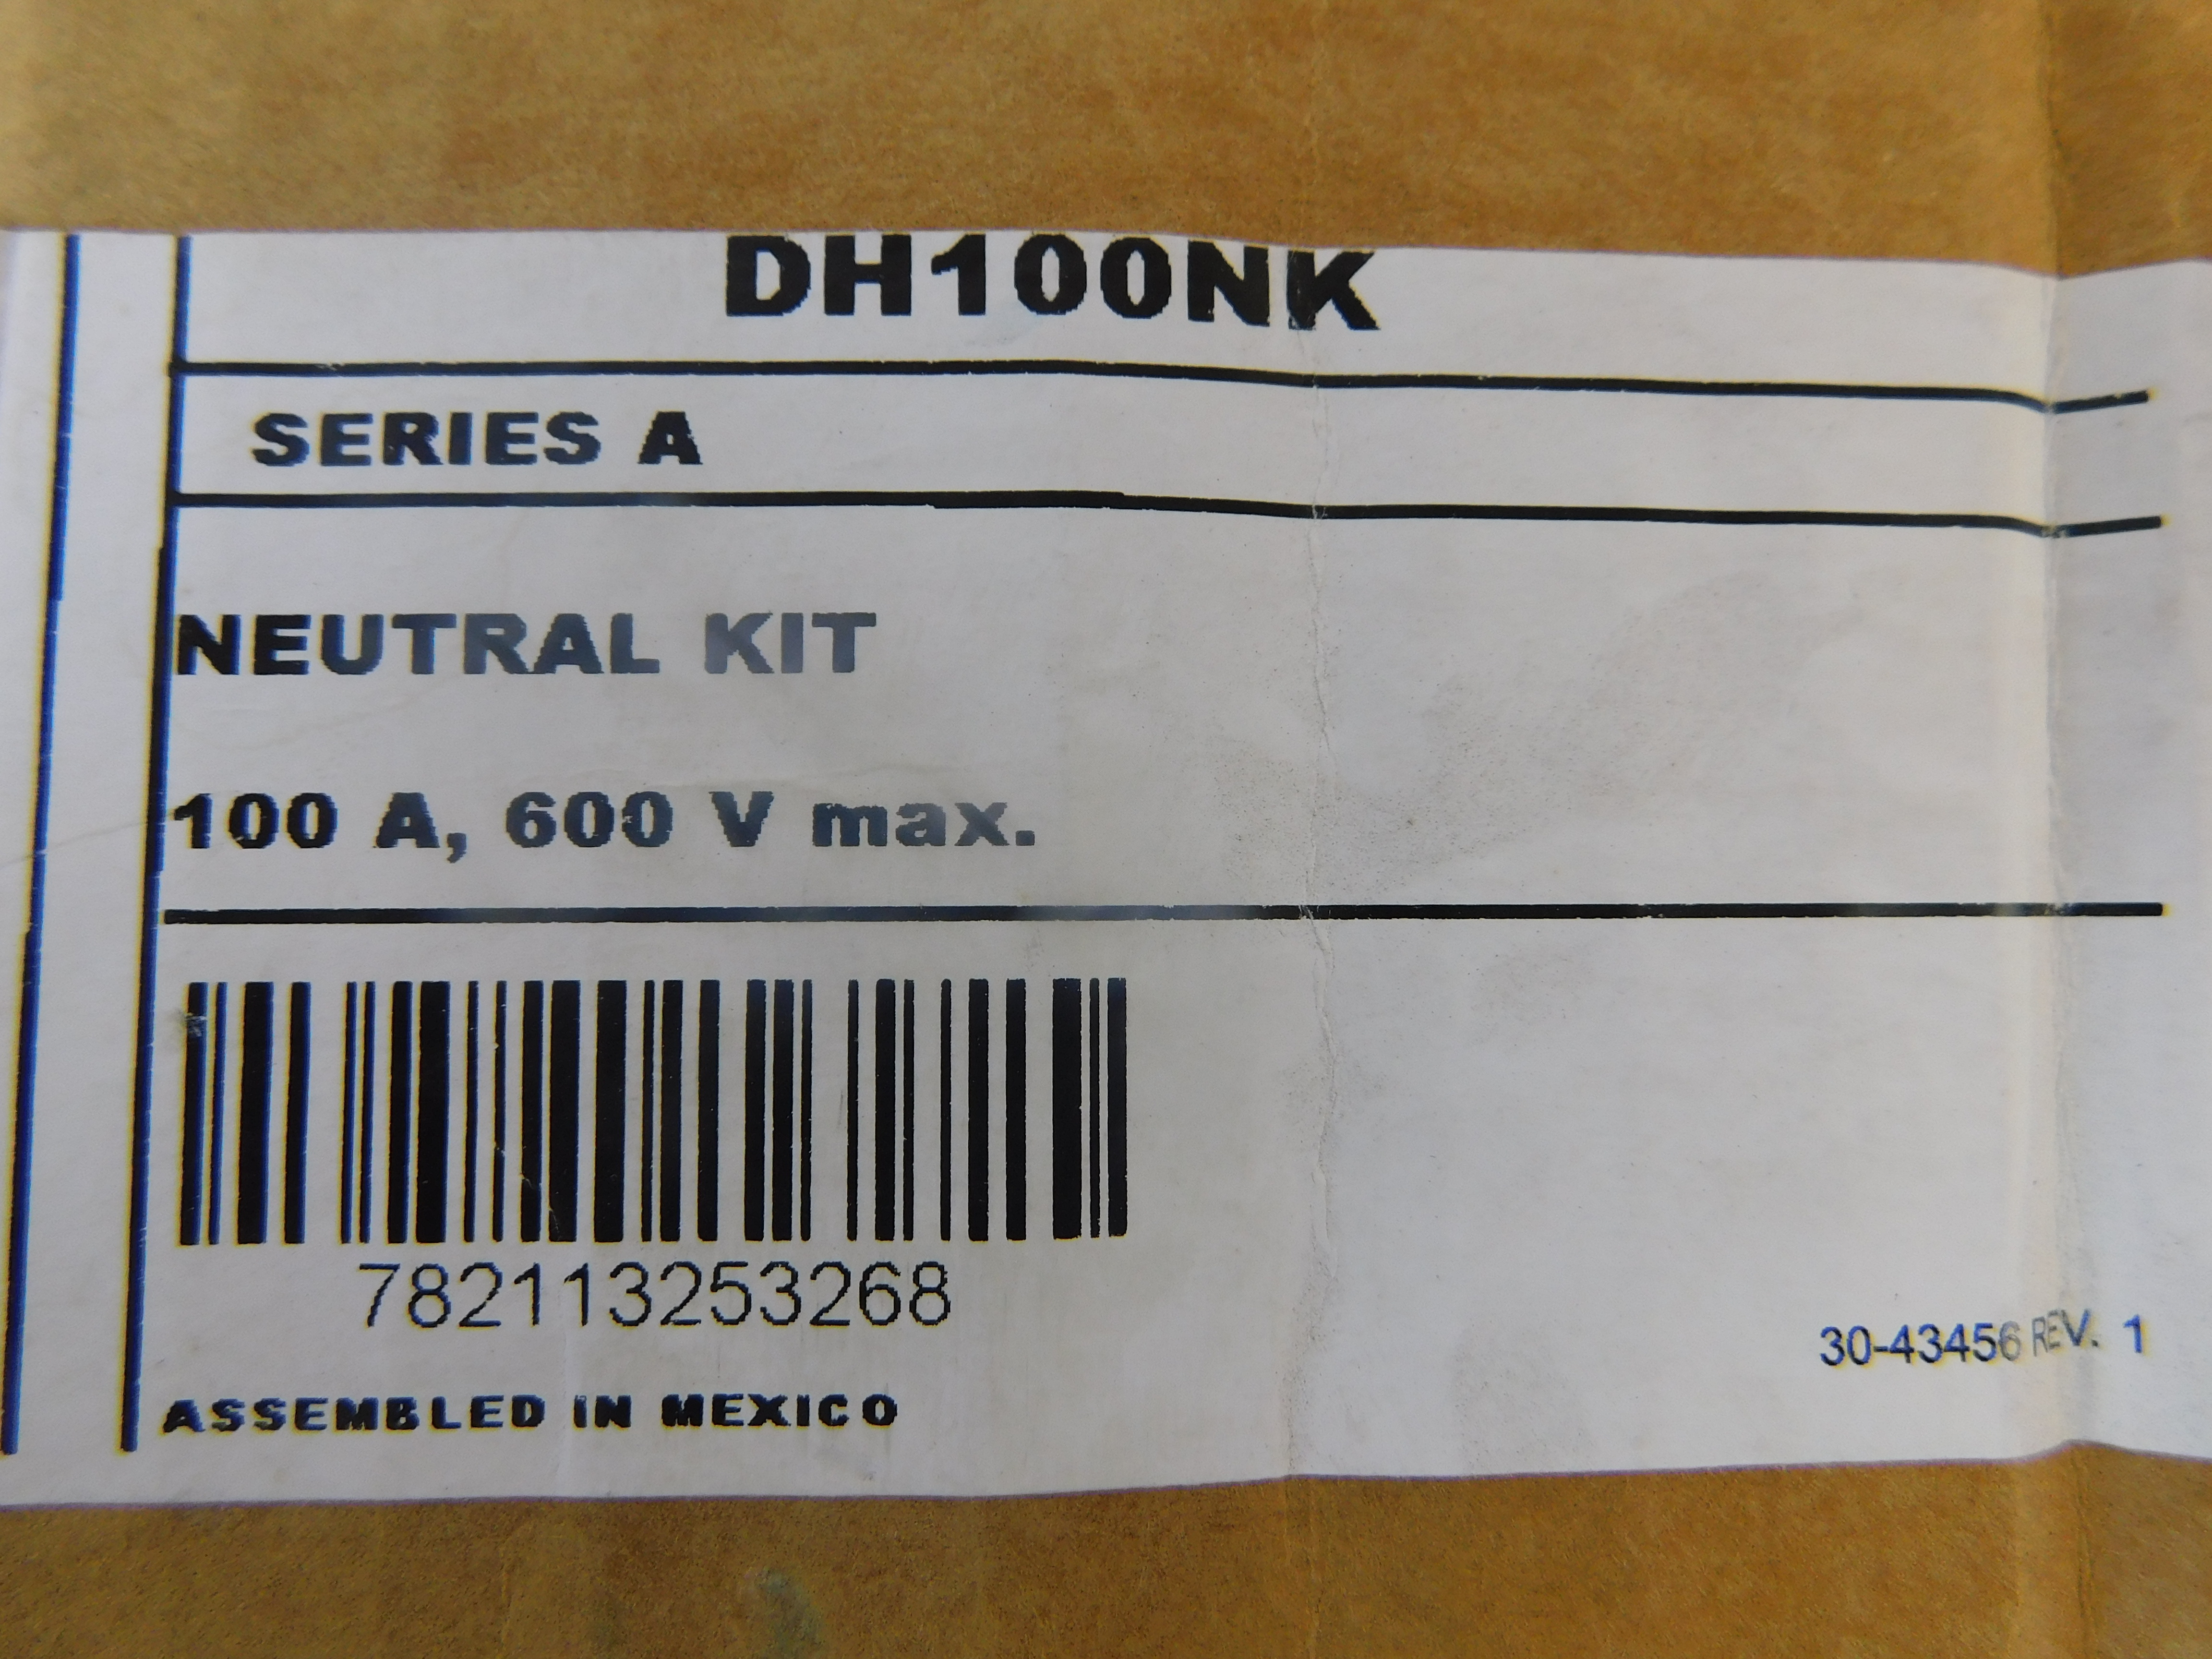 DH100NK
SERIES A
NEUTRAL KIT
100 A, 600 V max.
782113253268
30-43456 REV. 1
ASSEMBLED IN MEXICO